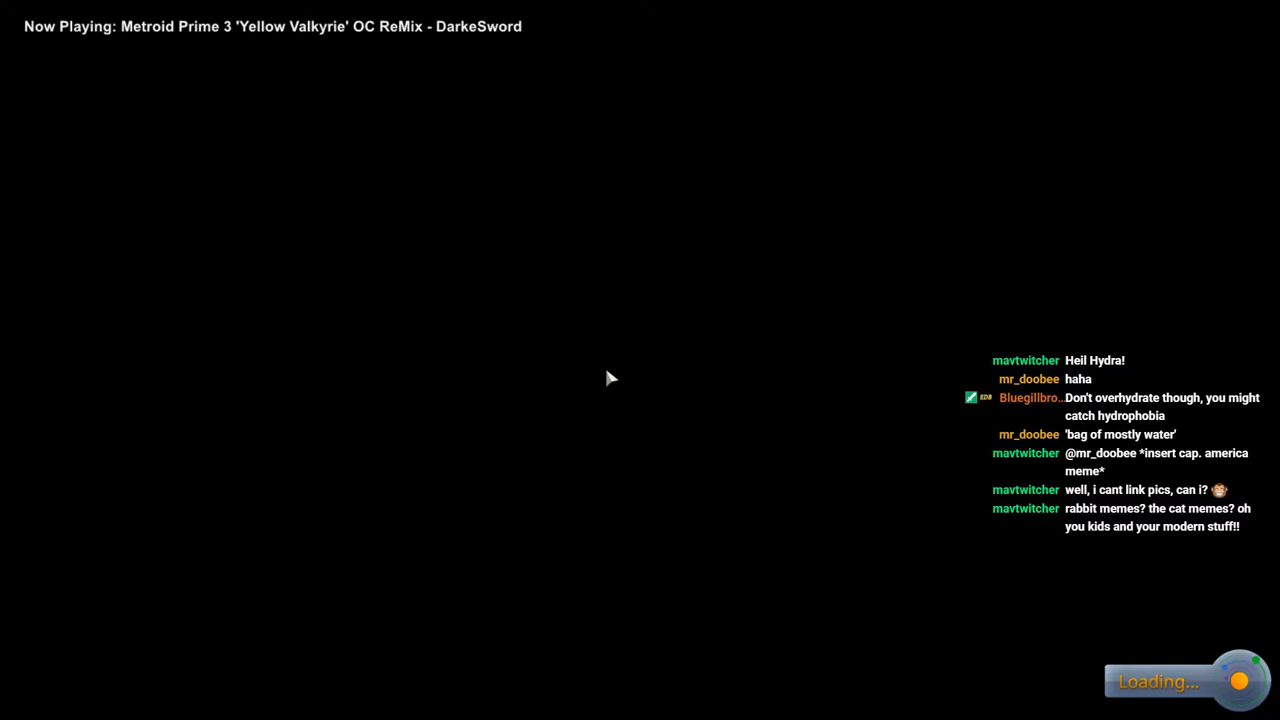 Now Playing: Metroid Prime 3 'Yellow Valkyrie' OC ReMix - DarkeSword
mavtwitcher Heil Hydra!
mr_doobee haha
EDB Bluegillbro... Don't overhydrate though, you might
catch hydrophobia
mr_doobee 'bag of mostly water'
mavtwitcher @mr_doobee *insert cap. america
meme*
mavtwitcher well, i cant link pics, can i?
mavtwitcher rabbit memes? the cat memes? oh
you kids and your modern stuff!!
Loading...